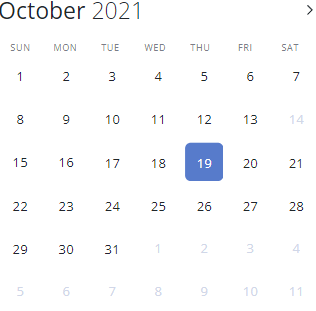 October 2021
SUN MON TUE WED THU FRI SAT
1 2 3 4 5 6 7
8 9 10 11 12 13 14
15 16 17 18 19 20 21
22 23 24 25 26 27 28
29 30 31 1 2 3 4
5 6 7 8 9 10 11